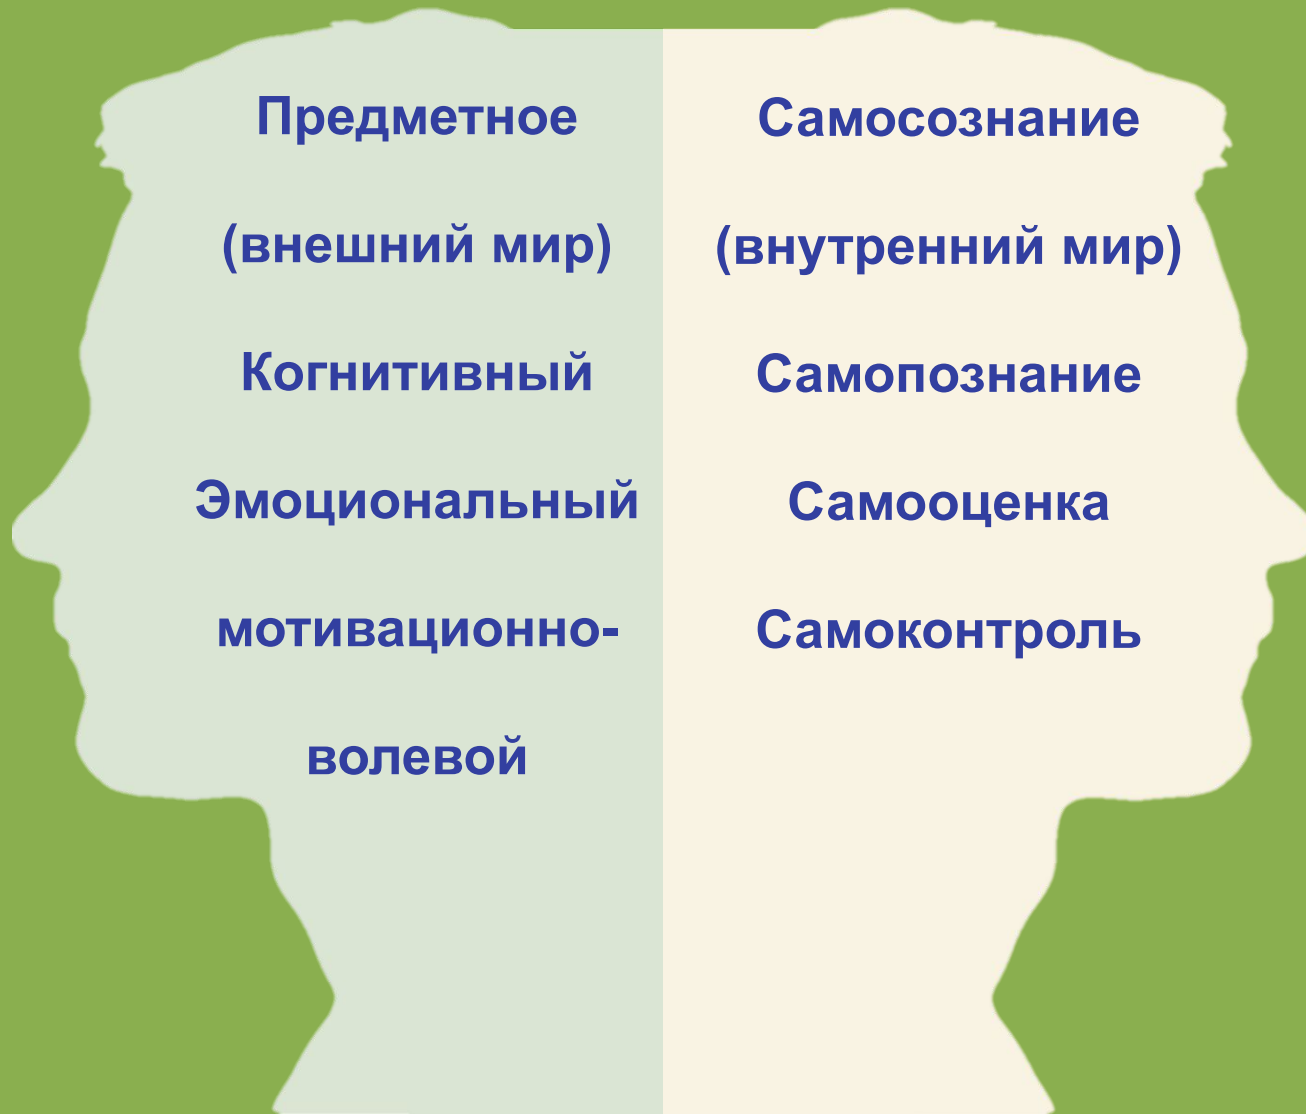 Предметное
(внешний мир)
Когнитивный
Эмоциональный
мотивационно-
волевой
Самосознание
(внутренний мир)
Самопознание
Самооценка
Самоконтроль